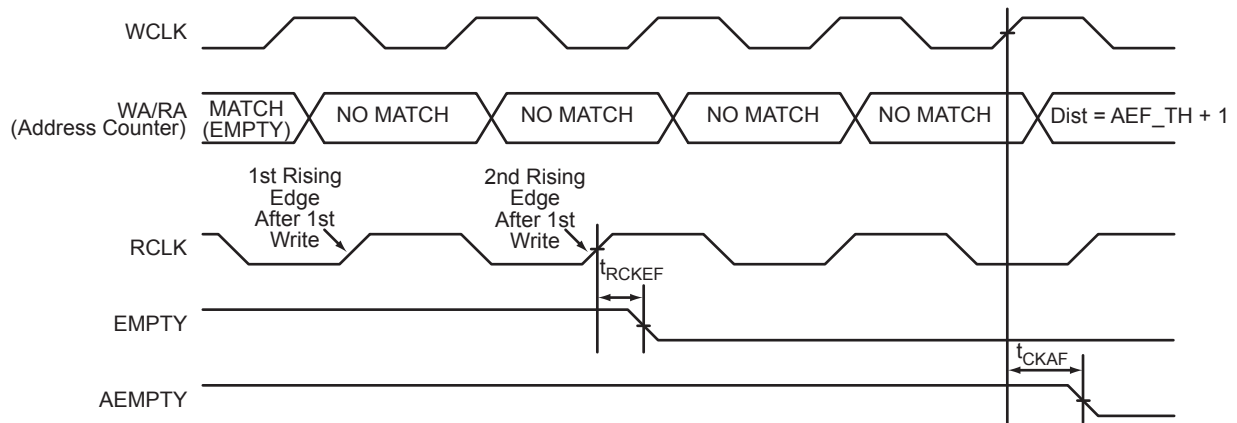 WCLK
WA/RA
(Address Counter)
MATCH
(EMPTY)
NO MATCH
NO MATCH
NO MATCH
NO MATCH
Dist = AEF_TH + 1
1st Rising
Edge
After 1st
Write
2nd Rising
Edge
After 1st
Write
RCLK
tRCKEF
EMPTY
tCKAF
AEMPTY